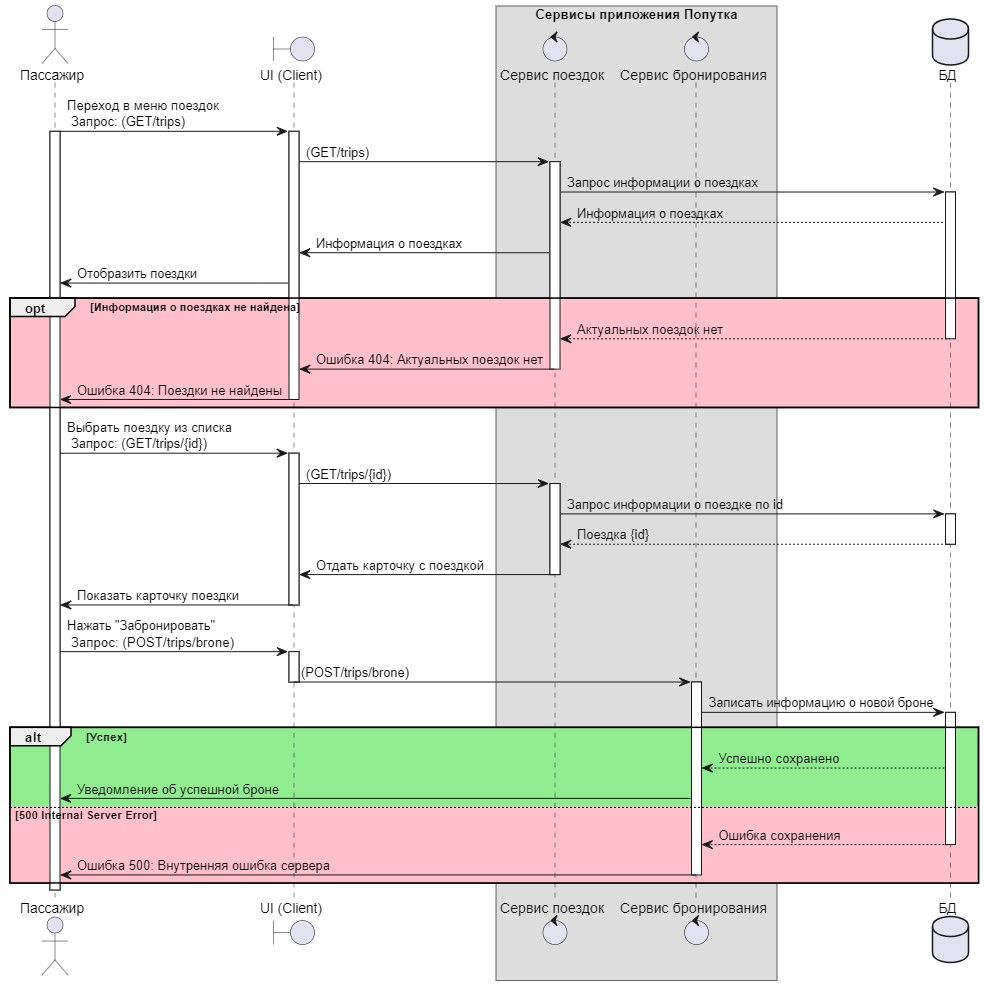 Сервисы приложения Попутка
Пассажир
UI (Client)
Сервис поездок
Сервис бронирования
БД
Переход в меню поездок
Запрос: (GET/trips)
(GET/trips)
Запрос информации о поездках
Информация о поездках
Информация о поездках
Отобразить поездки
opt
[Информация о поездках не найдена]
Актуальных поездок нет
Ошибка 404: Актуальных поездок нет
Ошибка 404: Поездки не найдены
Выбрать поездку из списка
Запрос: (GET/trips/{id})
(GET/trips/{id})
Запрос информации о поездке по id
Поездка {id}
Отдать карточку с поездкой
Показать карточку поездки
Нажать "Забронировать"
Запрос: (POST/trips/brone)
(POST/trips/brone)
Записать информацию о новой броне
alt
[Успех]
Успешно сохранено
Уведомление об успешной броне
[500 Internal Server Error]
Ошибка сохранения
Ошибка 500: Внутренняя ошибка сервера
Пассажир
UI (Client)
Сервис поездок
Сервис бронирования
БД